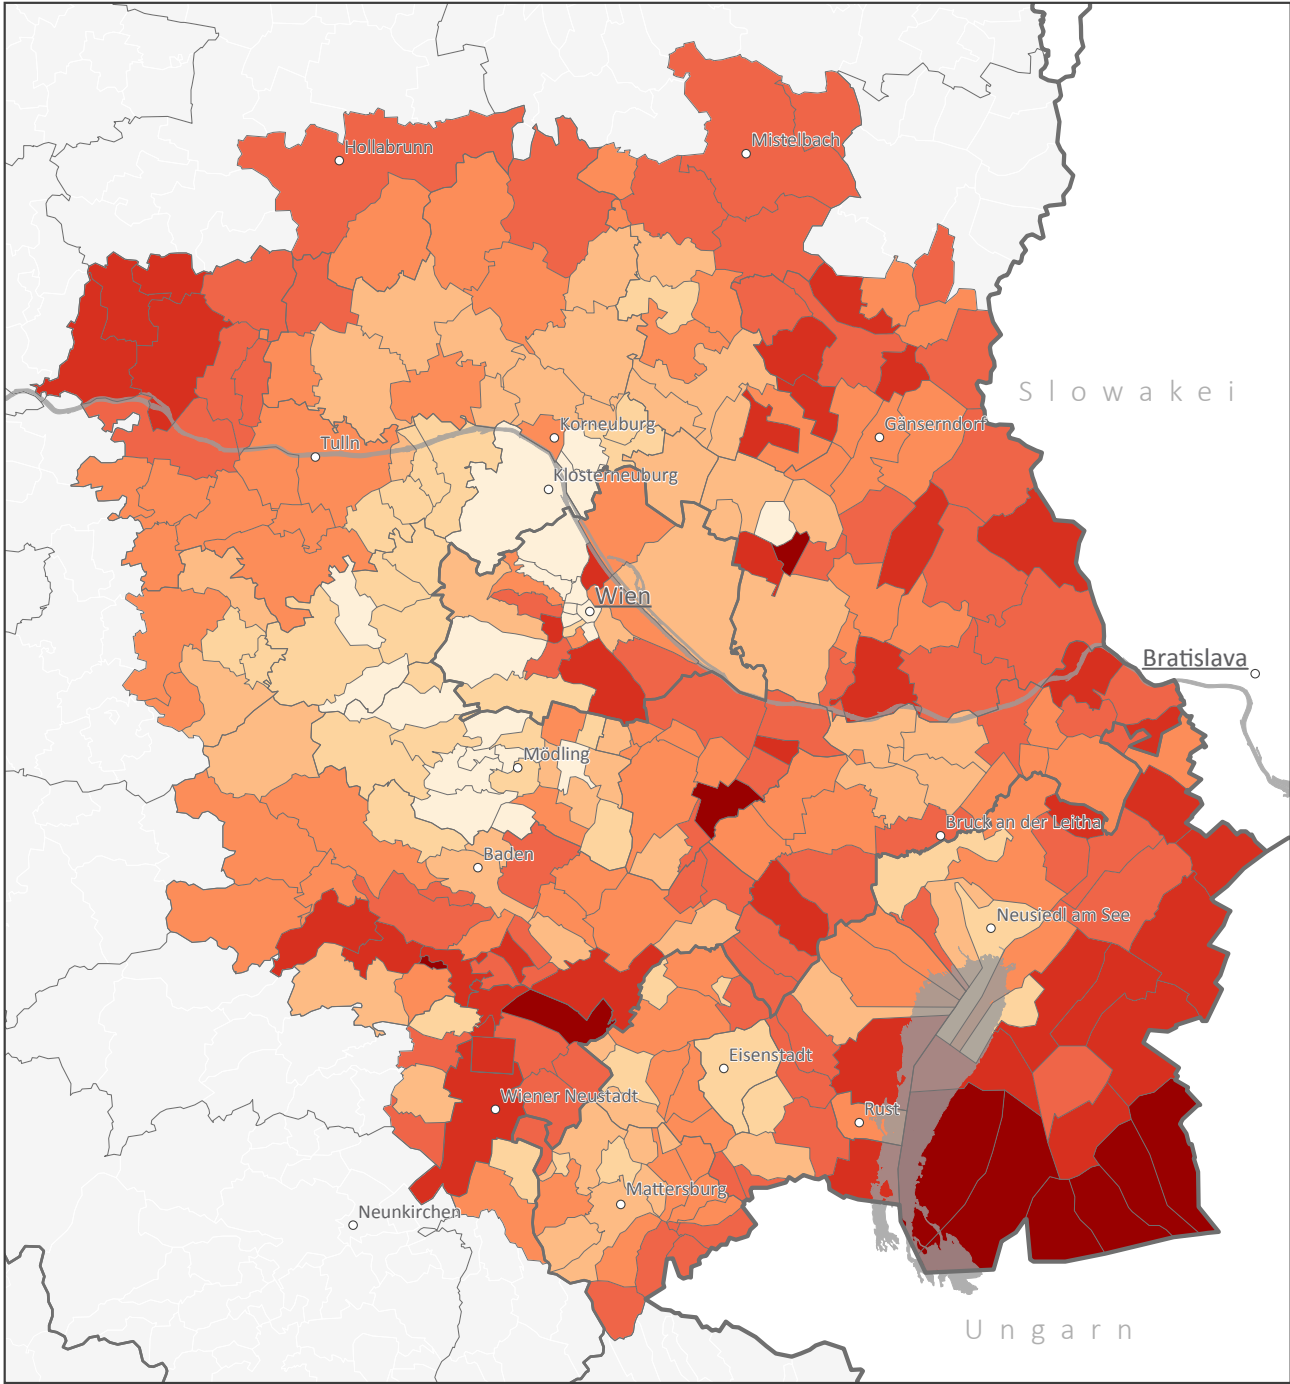 Mistelbach
Hollabrunn
Slowakei
Korneuburg
Gänserndorf
Tulln
Klosterneuburg
Wien
Bratislava
Mödling
Bruck an der Leitha
Baden
Neusiedl am See
Eisenstadt
Wiener Neustadt
Rust
Mattersburg
Neunkirchen
Ungarn